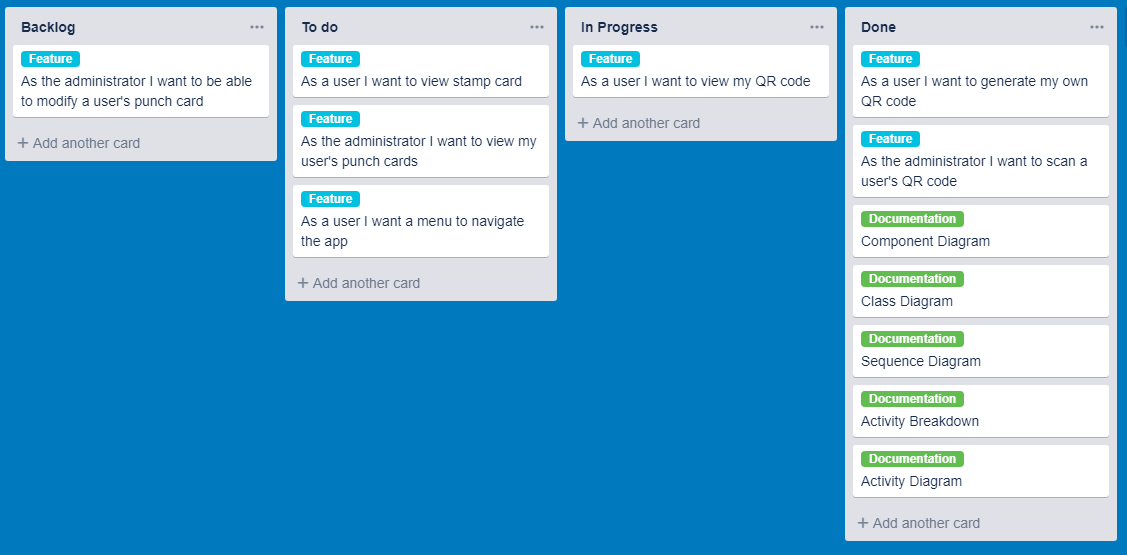 Backlog
Feature
As the administrator I want to be able
to modify a user's punch card
+ Add another card
To do
Feature
As a user I want to view stamp card
Feature
As the administrator I want to view my
user's punch cards
Feature
As a user I want a menu to navigate
the app
+ Add another card
In Progress
Feature
As a user I want to view my QR code
+ Add another card
Done
Feature
As a user I want to generate my own
QR code
Feature
As the administrator I want to scan a
user's QR code
Documentation
Component Diagram
Documentation
Class Diagram
Documentation
Sequence Diagram
Documentation
Activity Breakdown
Documentation
Activity Diagram
+ Add another card